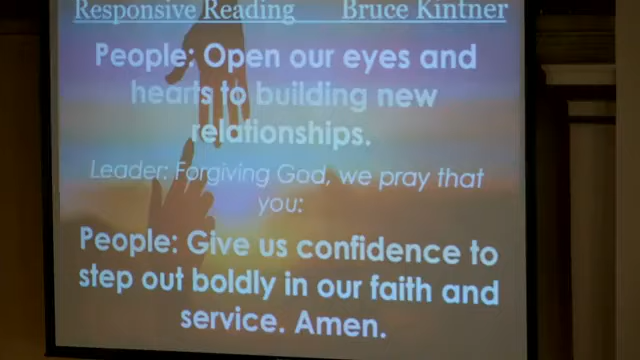 Responsive Reading Bruce Kintner
People: Open our eyes and
hearts to building new
relationships.
Leader: Forgiving God, we pray that
you:
People: Give us confidence to
step out boldly in our faith and
service. Amen.